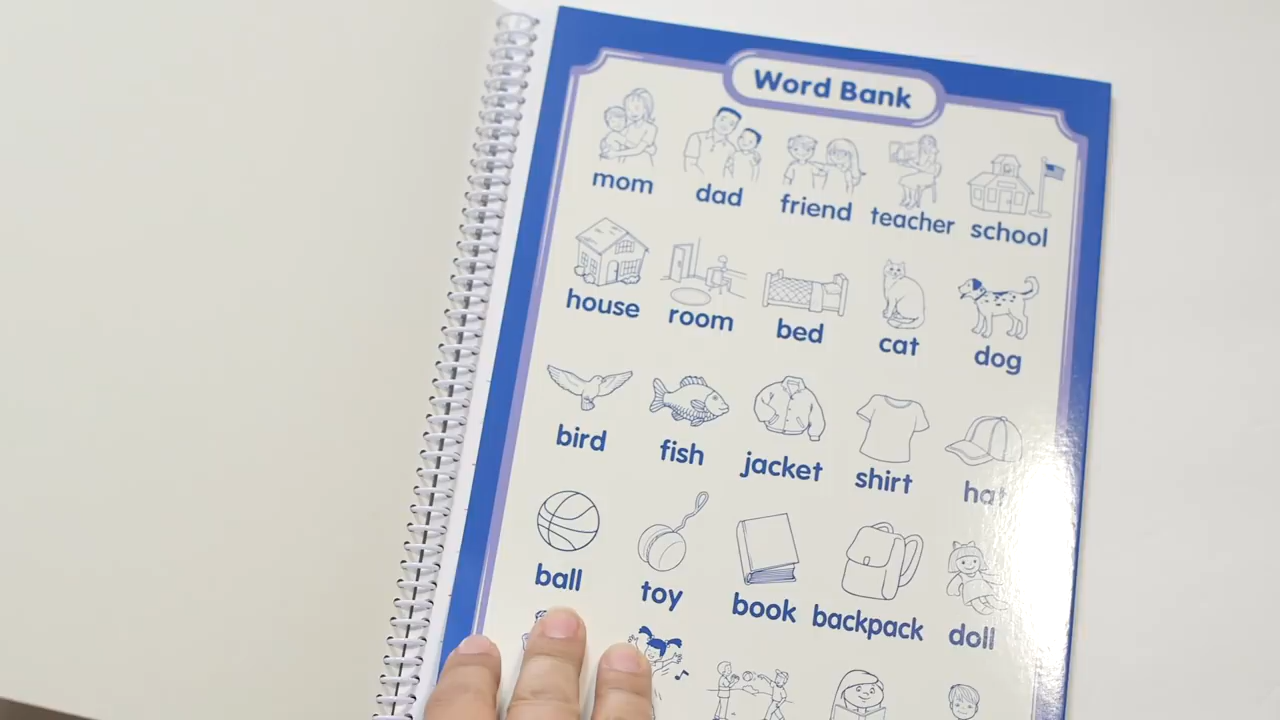 Word Bank
mom dad friend teacher school
house room bed cat dog
bird fish jacket shirt hat
ball toy book backpack doll